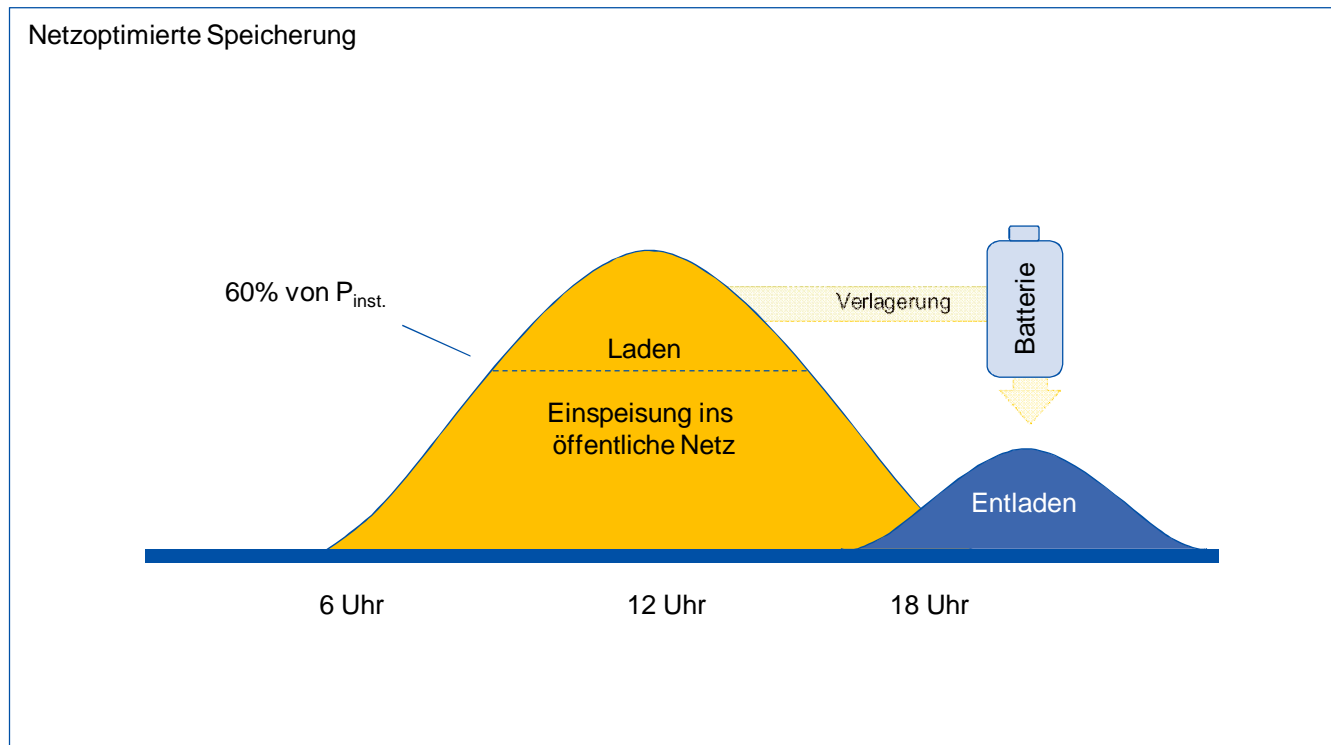 Netzoptimierte Speicherung
60% von Pinst.
Verlagerung
Batterie
Laden
Einspeisung ins
öffentliche Netz
Entladen
6 Uhr
12 Uhr
18 Uhr